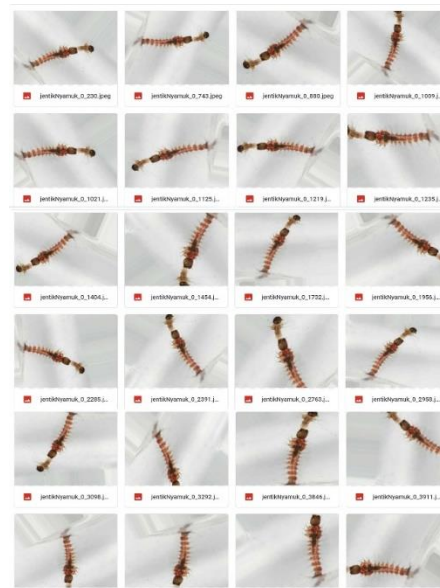 jentikNyamuk_0_230.jpeg
jentikNyamuk_0_743.jpeg
jentikNyamuk_0_880.jpeg
jentikNyamuk_0_1009.j...
jentikNyamuk_0_1021.j...
jentikNyamuk_0_1125.j...
jentikNyamuk_0_1219.j...
jentikNyamuk_0_1235.j...
jentikNyamuk_0_1404.j...
jentikNyamuk_0_1454.j...
jentikNyamuk_0_1702.j...
jentikNyamuk_0_1956.j...
jentikNyamuk_0_2285.j...
jentikNyamuk_0_2391.j...
jentikNyamuk_0_2763.j...
jentikNyamuk_0_2958.j...
jentikNyamuk_0_3098.j...
jentikNyamuk_0_3292.j...
jentikNyamuk_0_3846.j...
jentikNyamuk_0_3911.j...